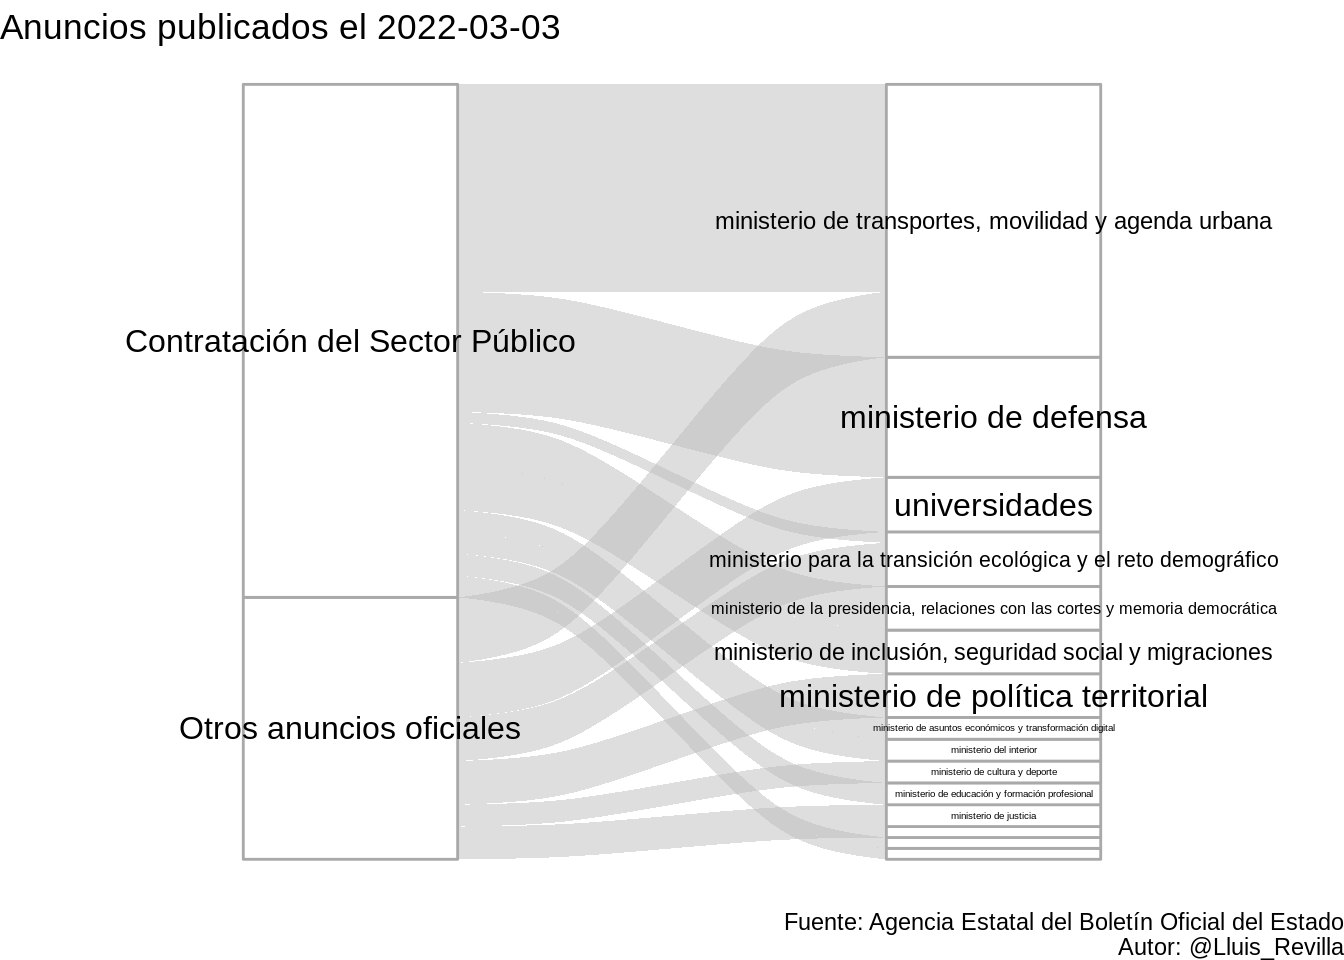 Anuncios publicados el 2022-03-03
Contratación del Sector Público
Otros anuncios oficiales
ministerio de transportes, movilidad y agenda urbana
ministerio de defensa
universidades
ministerio para la transición ecológica y el reto demográfico
ministerio de la presidencia, relaciones con las cortes y memoria democrática
ministerio de inclusión, seguridad social y migraciones
ministerio de política territorial
ministerio de asuntos económicos y transformación digital
ministerio del interior
ministerio de cultura y deporte
ministerio de educación y formación profesional
ministerio de justicia
Fuente: Agencia Estatal del Boletín Oficial del Estado
Autor: @Lluis_Revilla